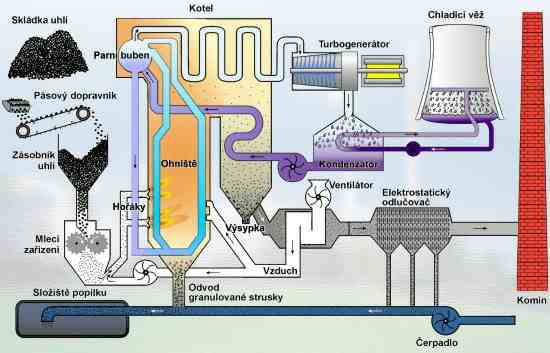 Kotel
Chladicí věž
Skládka uhlí
Turbogenerátor
Parní buben
Pásový dopravník
Zásobník
uhlí
Ohniště
Kondenzátor
Ventilátor
Elektrostatický
odlučovač
Hořáky
Výsypka
Mlecí
zařízení
Vzduch
Odvod
granulované strusky
Složiště popílku
Komín
Čerpadlo